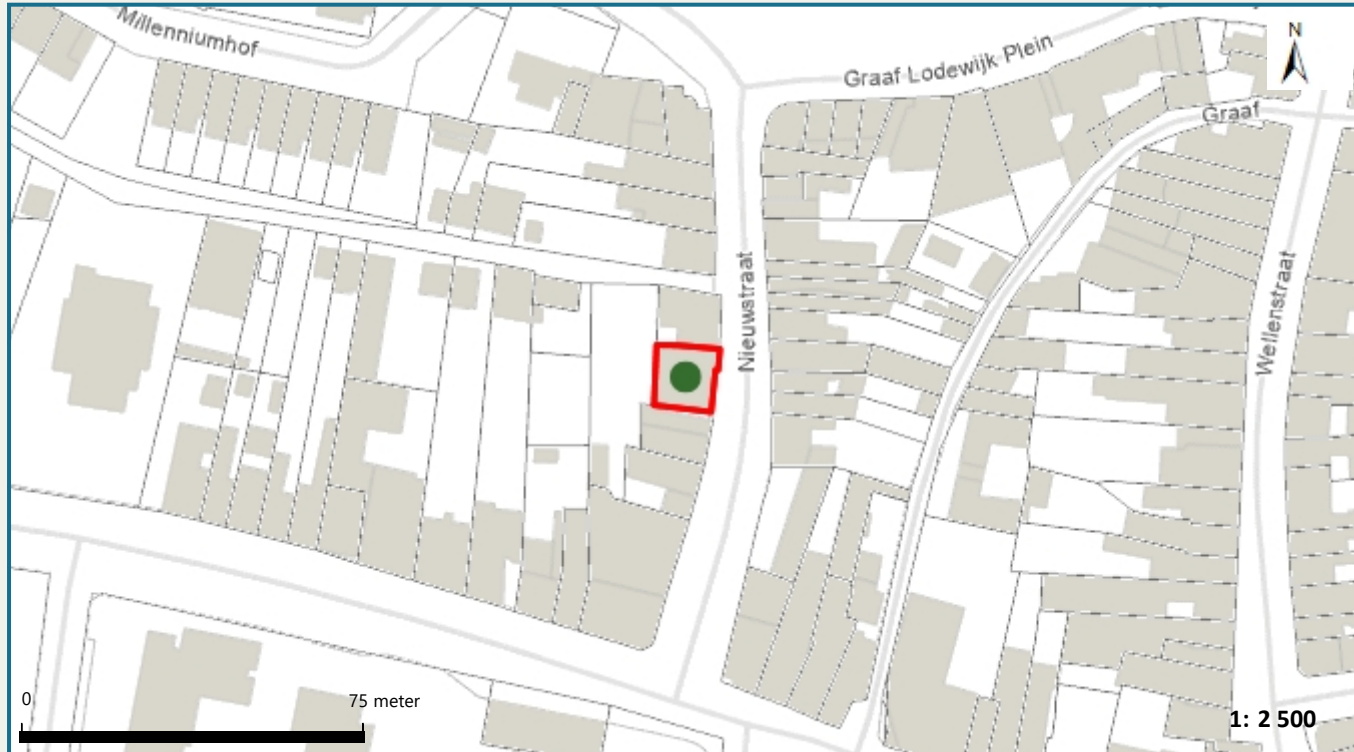 Millenniumhof
Graaf Lodewijk Plein
N
Graaf
Nieuwstraat
Wellenstraat
0
75 meter
1: 2 500